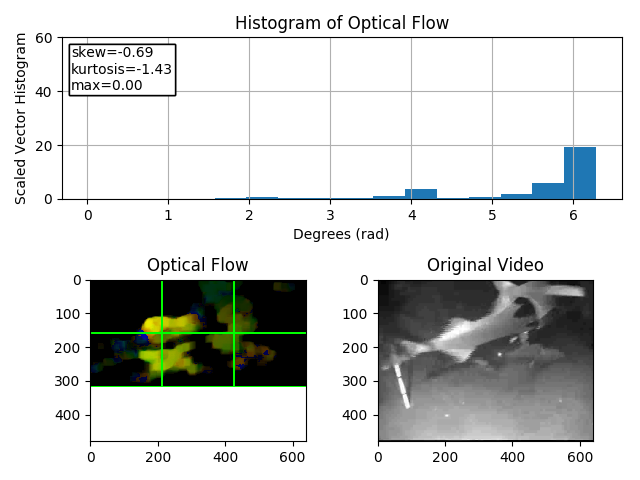 Histogram of Optical Flow
Scaled Vector Histogram
60
40
20
0
skew=-0.69
kurtosis=-1.43
max=0.00
0 1 2 3 4 5 6
Degrees (rad)
Optical Flow
0
100
200
300
400
0 200 400 600
Original Video
0
100
200
300
400
0 200 400 600